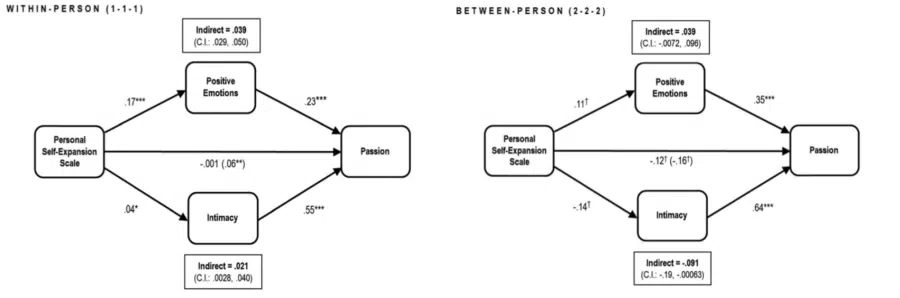 WITHIN-PERSON (1-1-1)
Indirect = .039
(C.I.: .029, .050)
Positive
Emotions
.17***
.23***
Personal
Self-Expansion
Scale
-.001 (.06**)
Passion
.04*
Intimacy
.55***
Indirect = .021
(C.I.: .0028, .040)
BETWEEN-PERSON (2-2-2)
Indirect = .039
(C.I.: -.0072, .096)
Positive
Emotions
.11†
.35***
Personal
Self-Expansion
Scale
-.12† (-.16†)
Passion
-.14†
Intimacy
.64***
Indirect = -.091
(C.I.: -.19, -.00063)